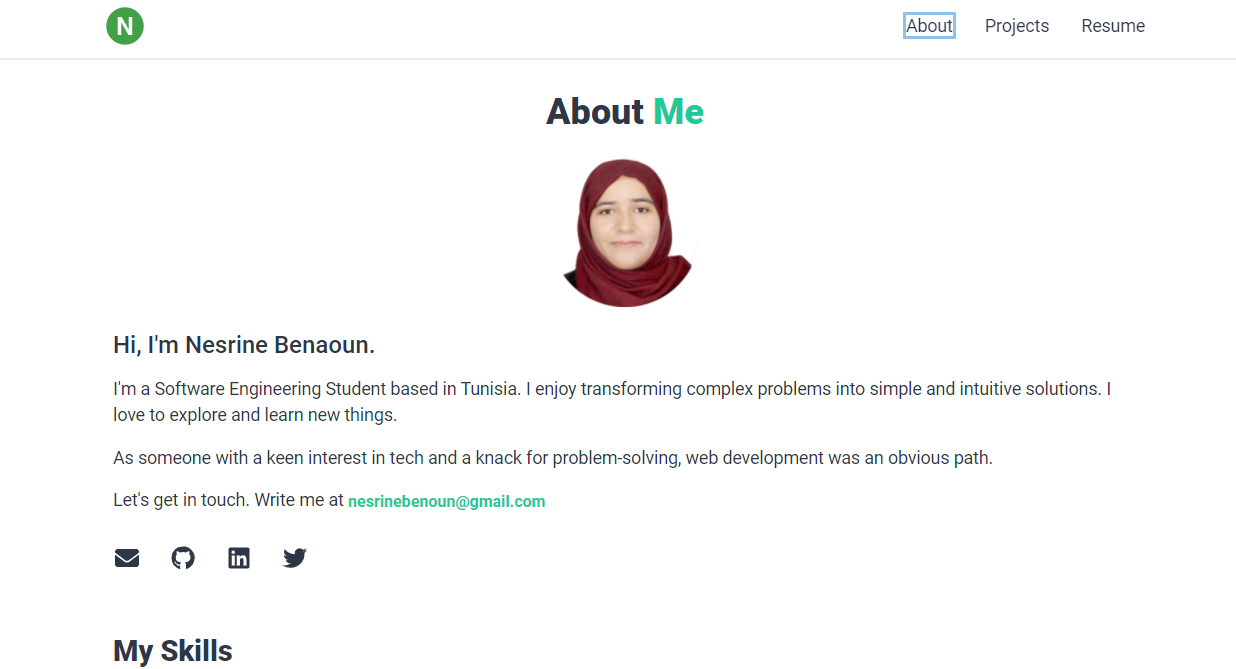 N
About Projects Resume
About Me
Hi, I'm Nesrine Benaoun.
I'm a Software Engineering Student based in Tunisia. I enjoy transforming complex problems into simple and intuitive solutions. I
love to explore and learn new things.
As someone with a keen interest in tech and a knack for problem-solving, web development was an obvious path.
Let's get in touch. Write me at nesrinebenoun@gmail.com
in
My Skills